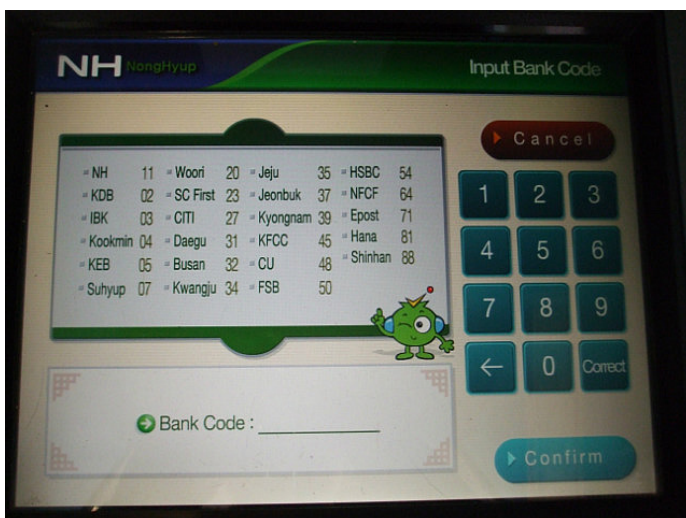 NH NongHyup
Input Bank Code
Cancel
NH 11 Woori 20 Jeju 35 HSBC 54
KDB 02 SC First 23 Jeonbuk 37 NFCF 64
IBK 03 CITI 27 Kyongnam 39 Epost 71
Kookmin 04 Daegu 31 KFCC 45 Hana 81
KEB 05 Busan 32 CU 48 Shinhan 88
Suhyup 07 Kwangju 34 FSB 50
1 2 3
4 5 6
7 8 9
← 0 Correct
Bank Code :
Confirm